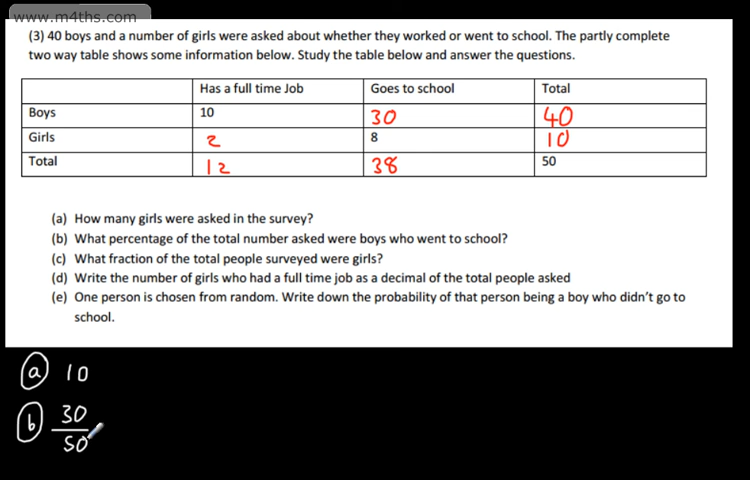 www.m4ths.com
(3) 40 boys and a number of girls were asked about whether they worked or went to school. The partly complete
two way table shows some information below. Study the table below and answer the questions.
Has a full time Job Goes to school Total
Boys 10 30 40
Girls 2 8 10
Total 12 38 50
(a) How many girls were asked in the survey?
(b) What percentage of the total number asked were boys who went to school?
(c) What fraction of the total people surveyed were girls?
(d) Write the number of girls who had a full time job as a decimal of the total people asked
(e) One person is chosen from random. Write down the probability of that person being a boy who didn't go to
school.
a 10
b 30
50